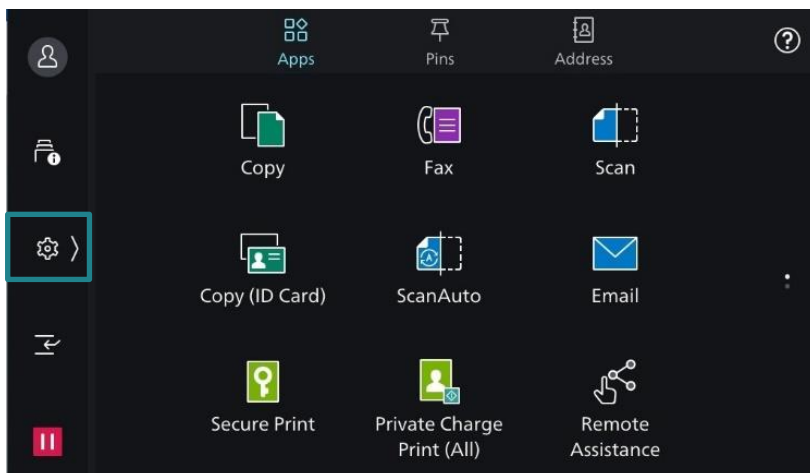 Apps Pins Address
Copy Fax Scan
Copy (ID Card) ScanAuto Email
Secure Print Private Charge Print (All) Remote Assistance